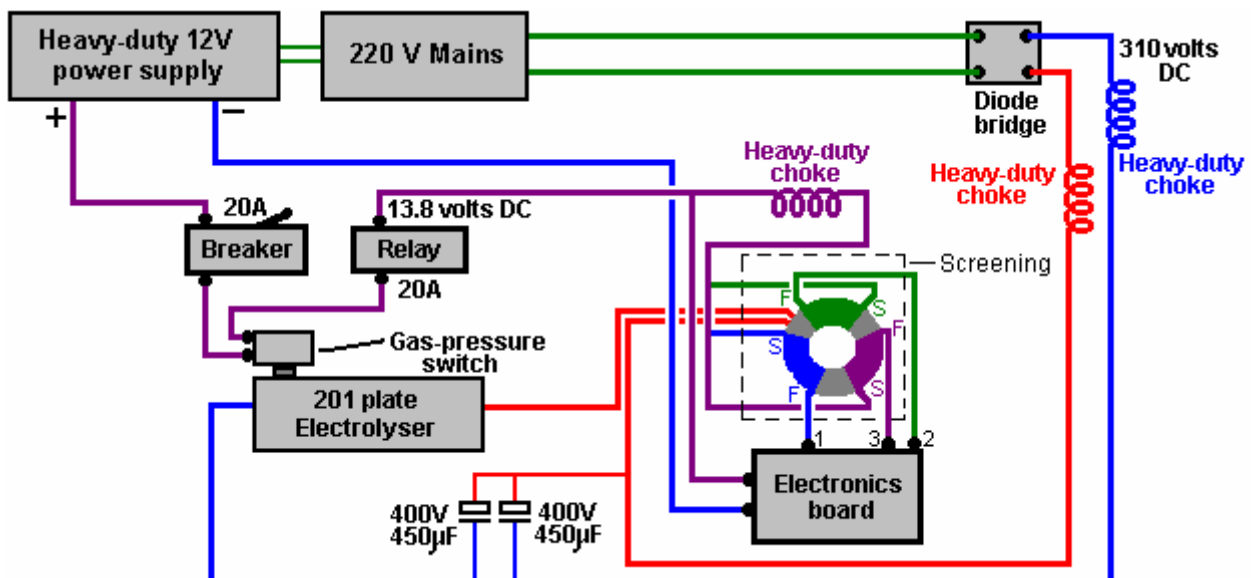 Heavy-duty 12V
power supply
220 V Mains
310 volts
DC
Diode
bridge
+
–
Heavy-duty
choke
Heavy-duty
choke
Heavy-duty
choke
20A
Breaker
13.8 volts DC
Relay
20A
Screening
F
S
F
S
S
F
Gas-pressure
switch
201 plate
Electrolyser
1
3
2
Electronics
board
400V
450µF
400V
450µF